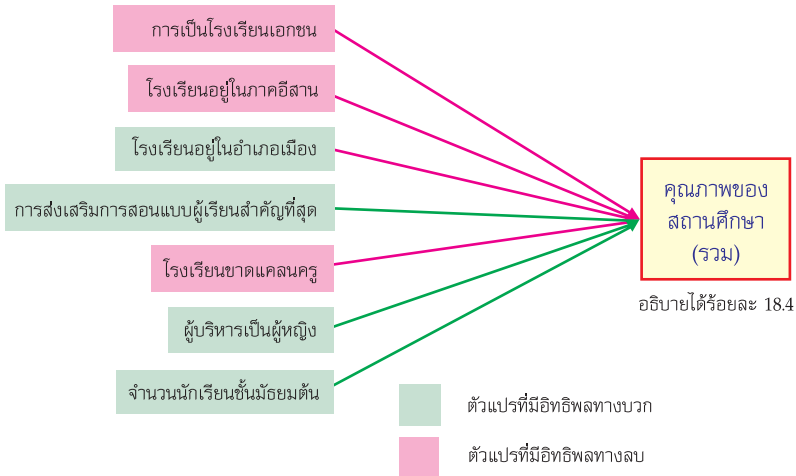 การเป็นโรงเรียนเอกชน
โรงเรียนอยู่ในภาคอีสาน
โรงเรียนอยู่ในอำเภอเมือง
การส่งเสริมการสอนแบบผู้เรียนสำคัญที่สุด
โรงเรียนขาดแคลนครู
ผู้บริหารเป็นผู้หญิง
จำนวนนักเรียนชั้นมัธยมต้น
คุณภาพของ
สถานศึกษา
(รวม)
อธิบายได้ร้อยละ 18.4
ตัวแปรที่มีอิทธิพลทางบวก
ตัวแปรที่มีอิทธิพลทางลบ